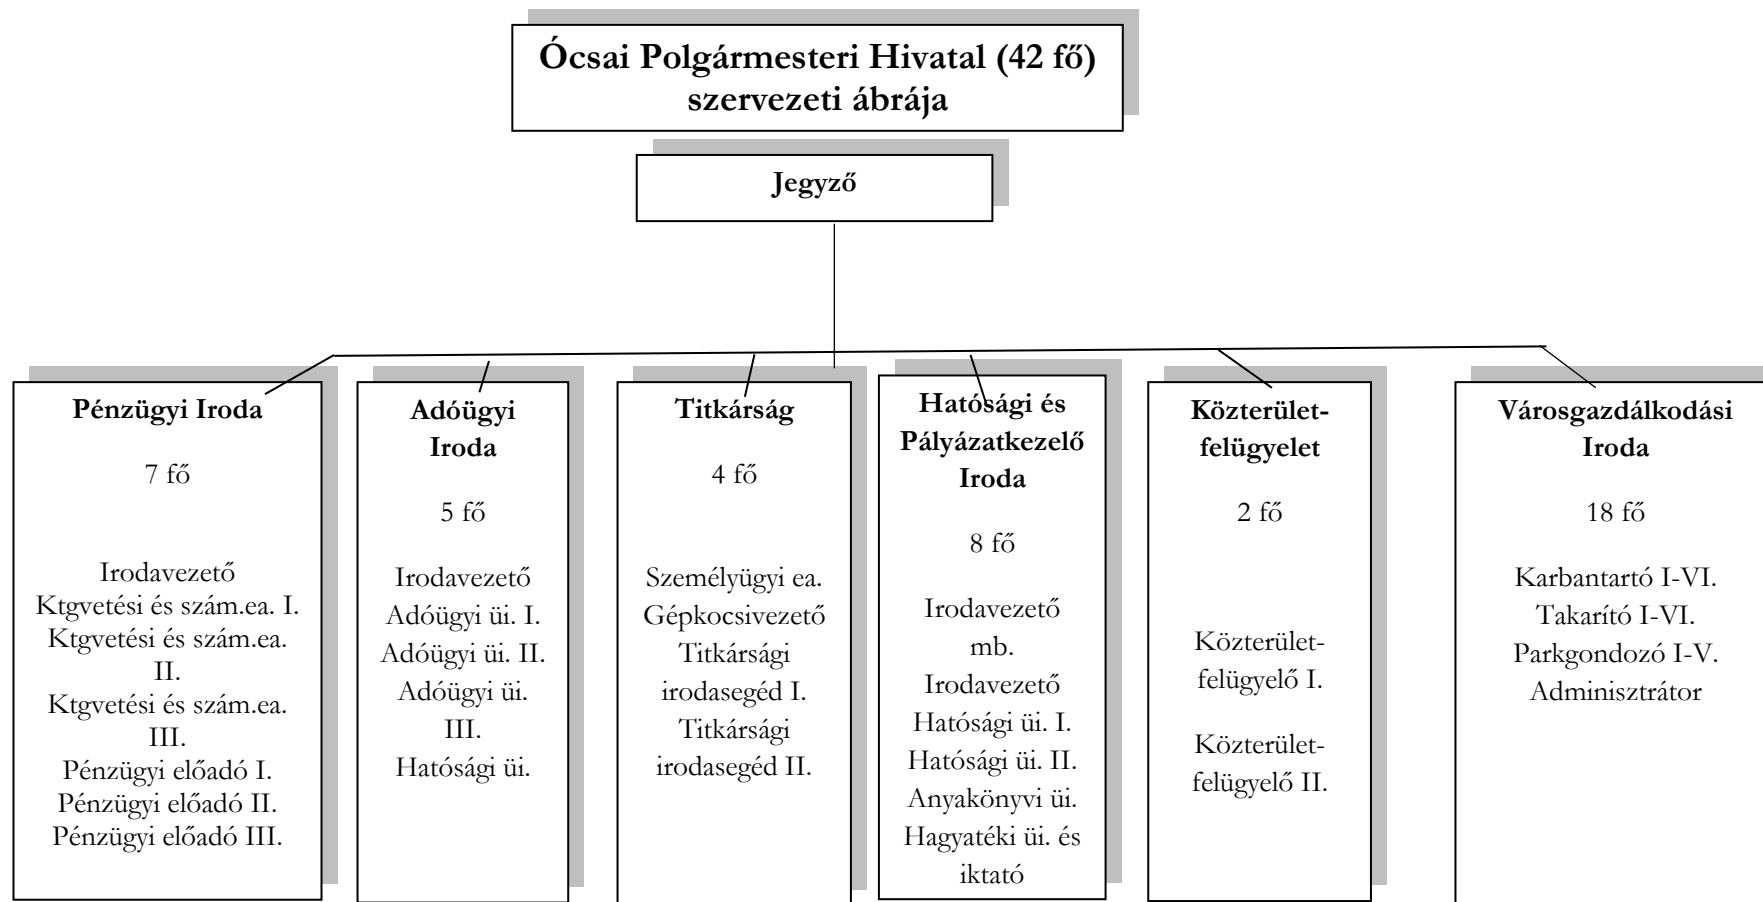 Ócsai Polgármesteri Hivatal (42 fő)
szervezeti ábrája
Jegyző
Pénzügyi Iroda
7 fő
Irodavezető
Ktgvetési és szám.ea. I.
Ktgvetési és szám.ea.
II.
Ktgvetési és szám.ea.
III.
Pénzügyi előadó I.
Pénzügyi előadó II.
Pénzügyi előadó III.
Adóügyi
Iroda
5 fő
Irodavezető
Adóügyi üi. I.
Adóügyi üi. II.
Adóügyi üi.
III.
Hatósági üi.
Titkárság
4 fő
Személyügyi ea.
Gépkocsivezető
Titkársági
irodasegéd I.
Titkársági
irodasegéd II.
Hatósági és
Pályázatkezelő
Iroda
8 fő
Irodavezető
mb.
Irodavezető
Hatósági üi. I.
Hatósági üi. II.
Anyakönyvi üi.
Hagyatéki üi. és
iktató
Közterület-
felügyelet
2 fő
Közterület-
felügyelő I.
Közterület-
felügyelő II.
Városgazdálkodási
Iroda
18 fő
Karbantartó I-VI.
Takarító I-VI.
Parkgondozó I-V.
Adminisztrátor